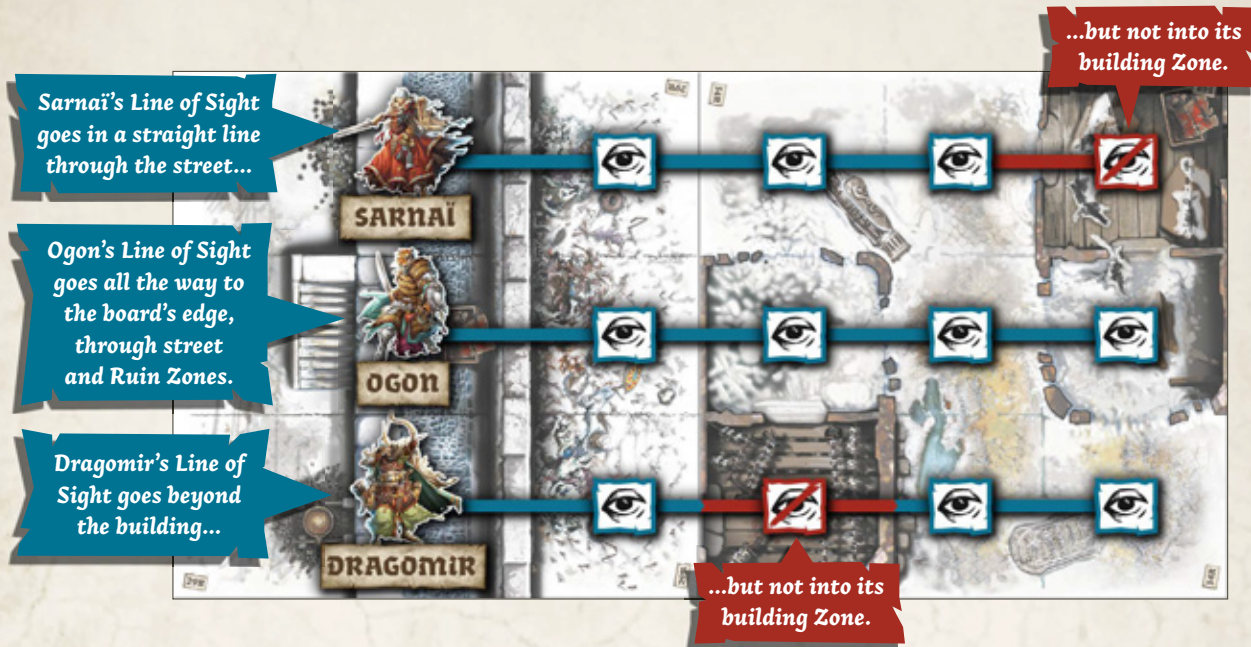 ...but not into its
building Zone.
Sarnaï’s Line of Sight
goes in a straight line
through the street...
SARNAÏ
Ogon’s Line of Sight
goes all the way to
the board’s edge,
through street
and Ruin Zones.
OGON
Dragomir’s Line of
Sight goes beyond
the building...
DRAGOMIR
...but not into its
building Zone.